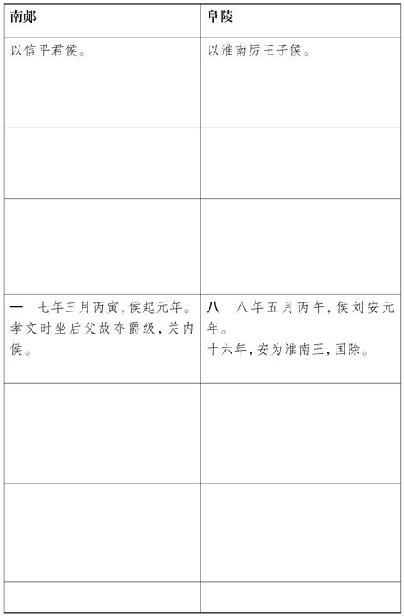 南郕 阜陵
以信平君侯。 以淮南厉王子侯。
一 七年三月丙寅,侯起元年。
孝文时坐后父故夺爵级,关内
侯。
八 八年五月丙午,侯刘安元
年。
十六年,安为淮南王,国除。